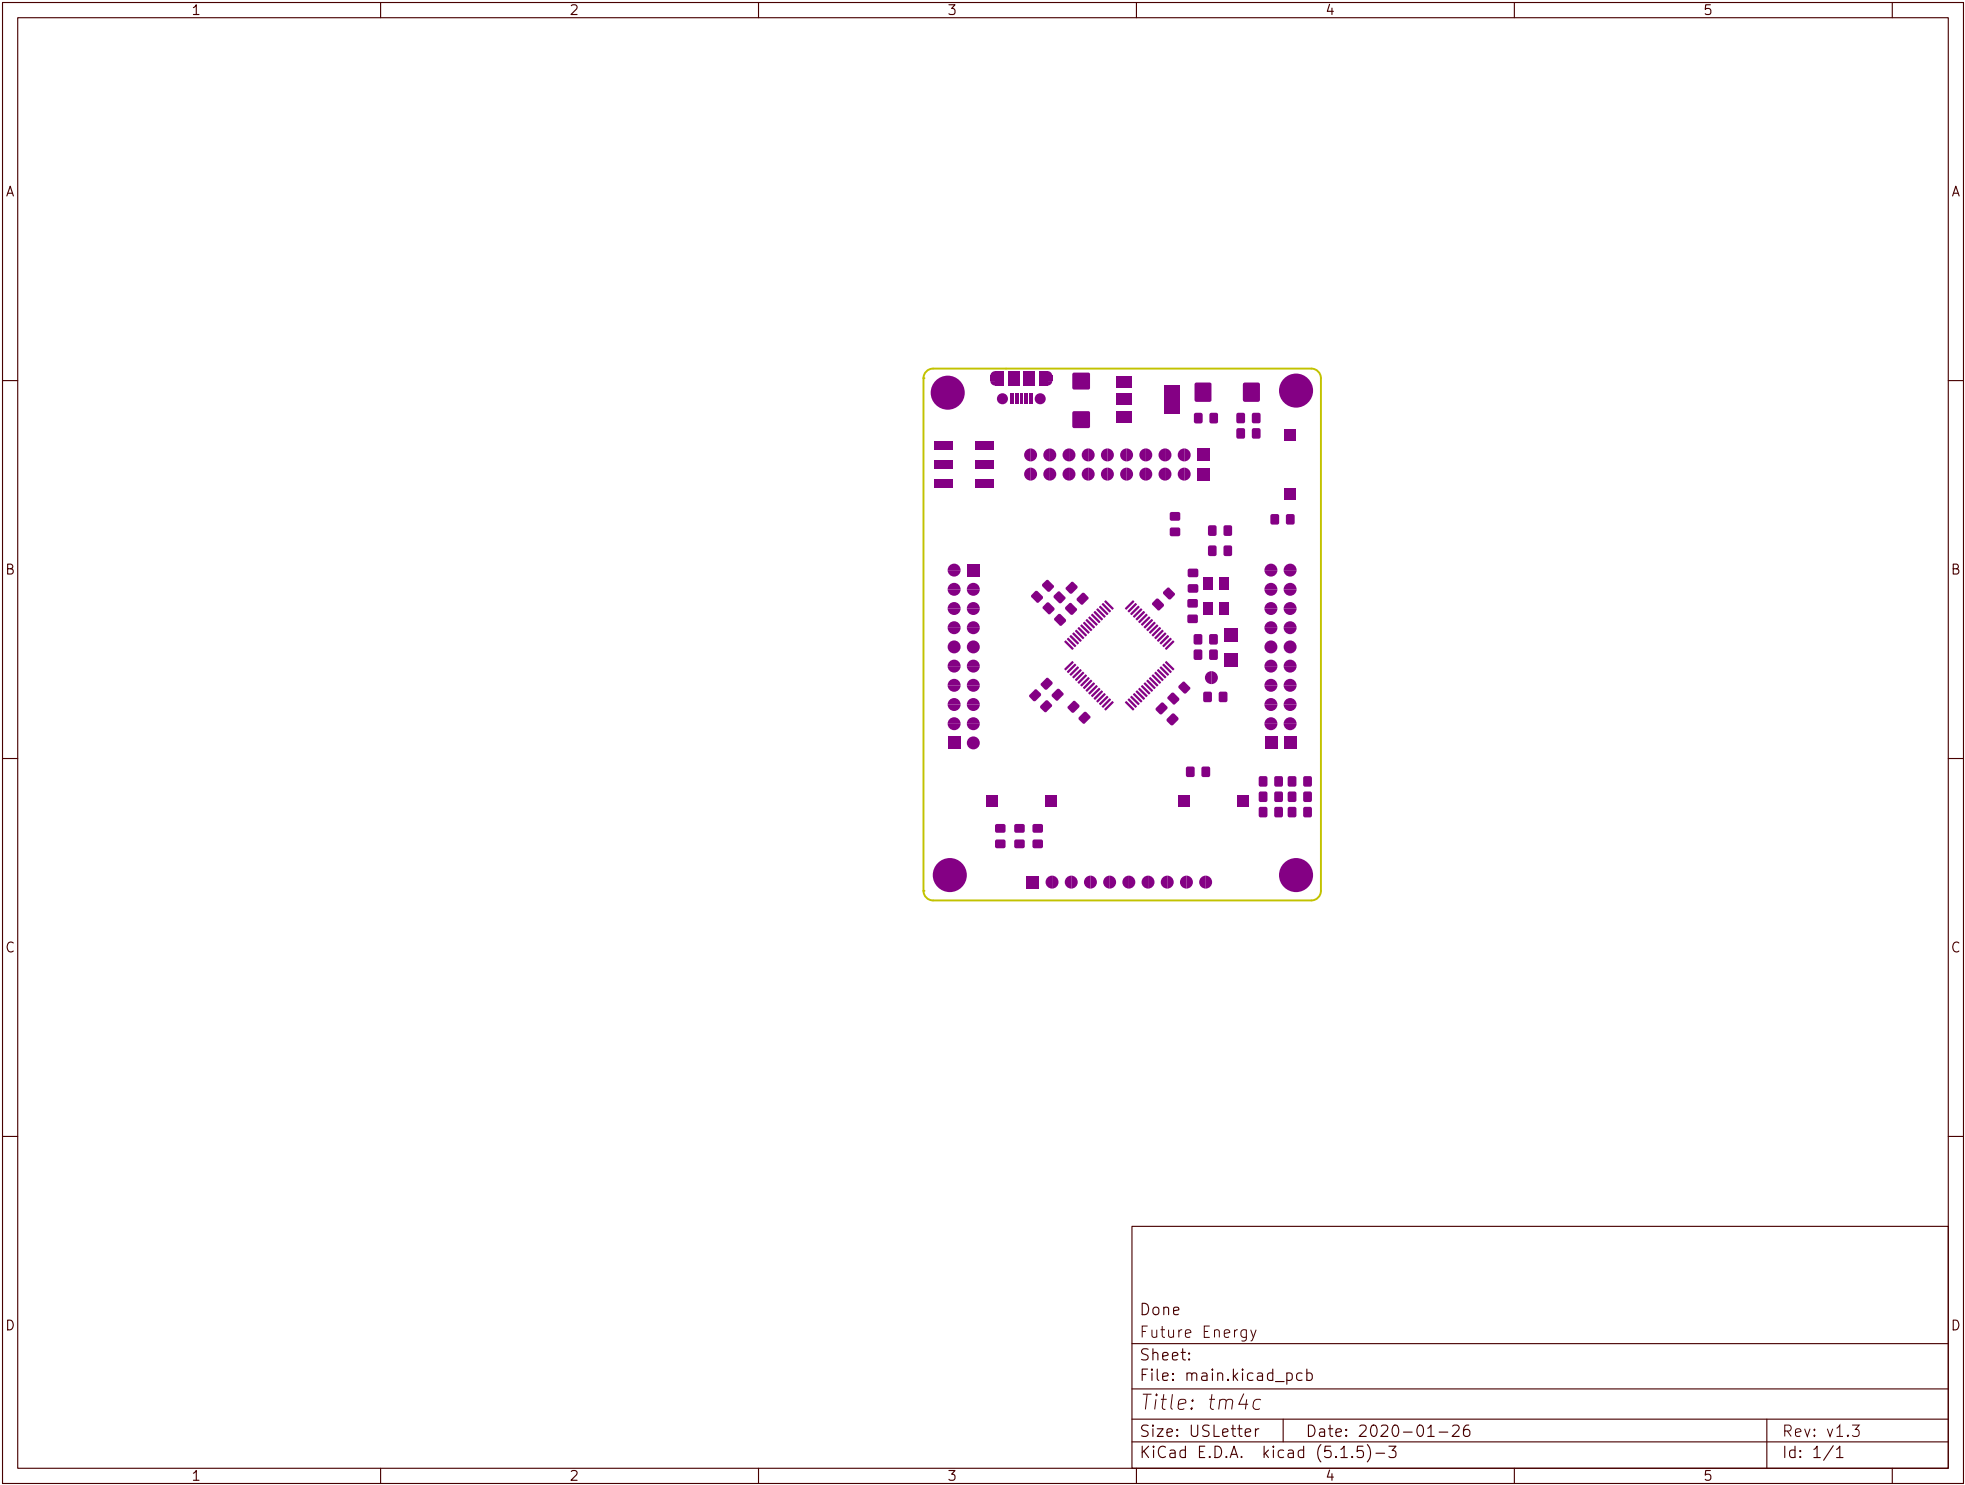 1 2 3 4 5
A A
B B
C C
Done
D D
Future Energy
Sheet:
File: main.kicad_pcb
Title: tm4c
Size: USLetter Date: 2020-01-26 Rev: v1.3
KiCad E.D.A. kicad (5.1.5)-3 Id: 1/1
1 2 3 4 5